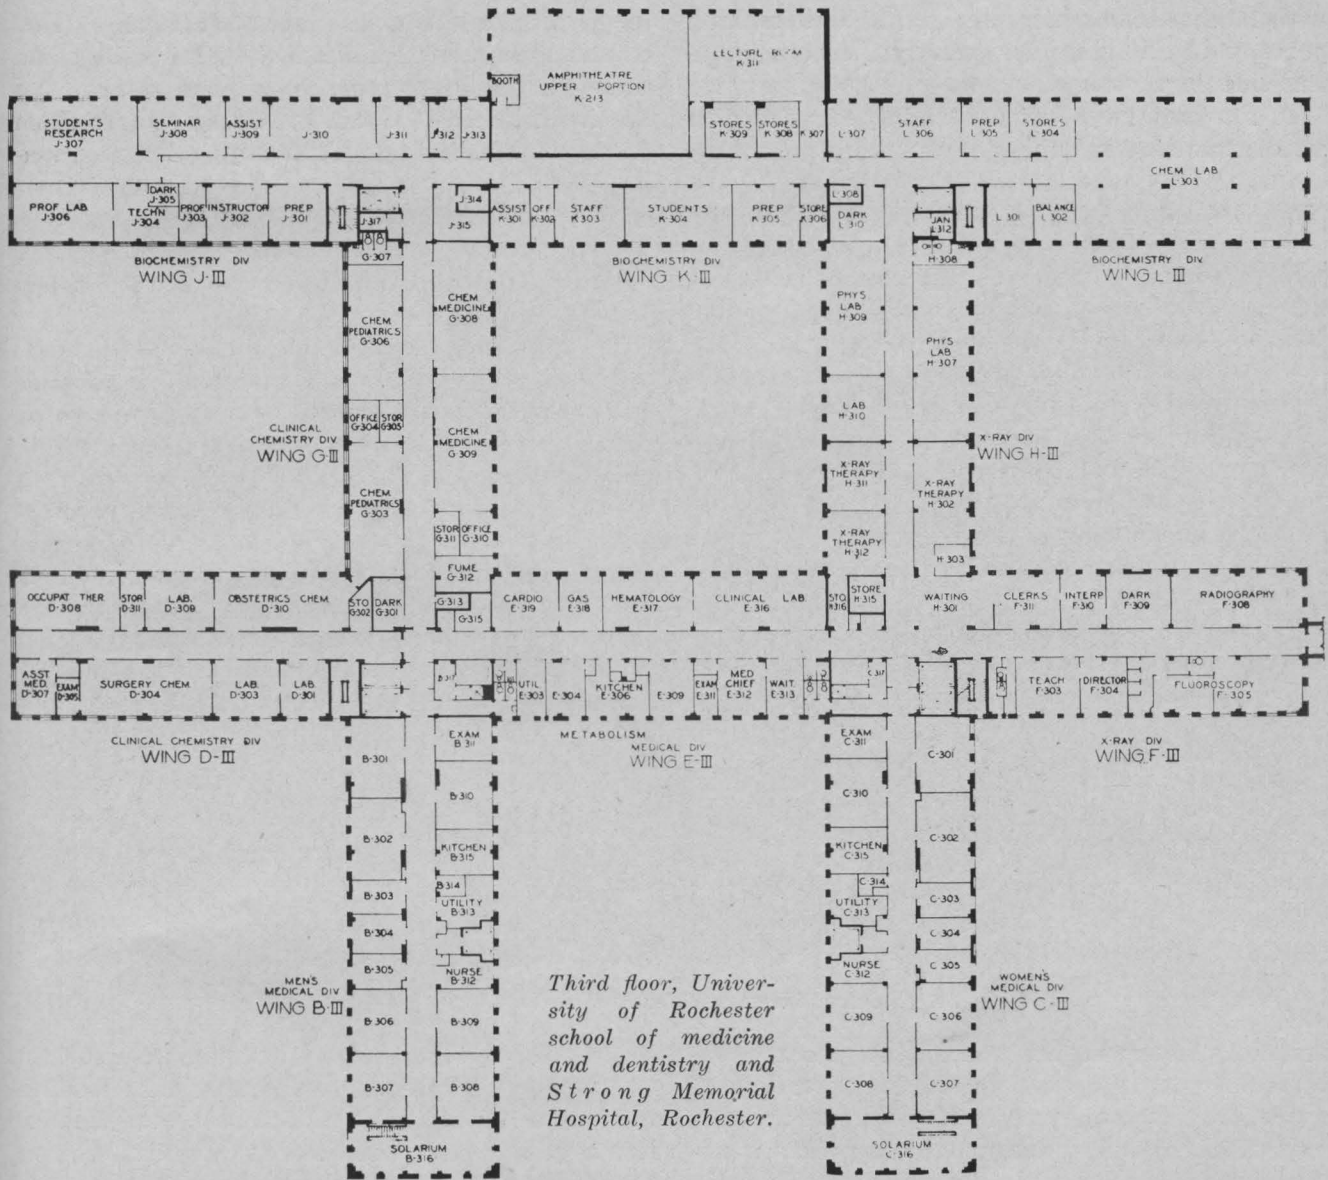 LECTURE ROOM
K·311
AMPHITHEATRE
UPPER PORTION
K·213
BOOTH
STUDENTS
RESEARCH
J·307
SEMINAR
J·308
ASSIST
J·309
J·310
J·311
J·312
J·313
STORES
K·309
STORES
K·308
K·307
L·307
STAFF
L·306
PREP
L·305
STORES
L·304
CHEM LAB
L·303
PROF LAB
J·306
DARK
J·305
TECHN
J·304
PROF
J·303
INSTRUCTOR
J·302
PREP
J·301
J·317
J·314
J·315
ASSIST
K·301
OFF
K·302
STAFF
K·303
STUDENTS
K·304
PREP
K·305
STORE
K·306
L·308
DARK
L·310
JAN
L·312
L·301
BALANCE
L·302
BIOCHEMISTRY DIV
WING J-III
BIOCHEMISTRY DIV
WING K-III
BIOCHEMISTRY DIV
WING L-III
G·307
H·308
CHEM
PEDIATRICS
G·306
CHEM
MEDICINE
G·308
PHYS
LAB
H·309
PHYS
LAB
H·307
OFFICE
G·304
STOR
G·305
CLINICAL
CHEMISTRY DIV
WING G-III
CHEM
MEDICINE
G·309
LAB
H·310
X-RAY DIV
WING H-III
CHEM
PEDIATRICS
G·303
X-RAY
THERAPY
H·311
X-RAY
THERAPY
H·302
STOR
G·311
OFFICE
G·310
X-RAY
THERAPY
H·312
H·303
FUME
G·312
OCCUPAT THER
D·308
STOR
D·311
LAB.
D·309
OBSTETRICS CHEM
D·310
STO
G·302
DARK
G·301
G·313
G·315
CARDIO
E·319
GAS
E·318
HEMATOLOGY
E·317
CLINICAL LAB.
E·316
STO
H·316
STORE
H·315
WAITING
H·301
CLERKS
F·311
INTERP
F·310
DARK
F·309
RADIOGRAPHY
F·308
ASST
MED.
D·307
EXAM
D·305
SURGERY CHEM
D·304
LAB.
D·303
LAB
D·301
B·317
UTIL
E·303
E·304
KITCHEN
E·306
E·309
EXAM
E·311
MED
CHIEF
E·312
WAIT.
E·313
C·317
TEACH
F·303
DIRECTOR
F·304
FLUOROSCOPY
F·305
CLINICAL CHEMISTRY DIV
WING D-III
METABOLISM
MEDICAL DIV
WING E-III
X-RAY DIV
WING F-III
B·301
EXAM
B·311
EXAM
C·311
C·301
B·310
C·310
B·302
C·302
KITCHEN
B·315
KITCHEN
C·315
B·314
C·314
B·303
C·303
UTILITY
B·313
UTILITY
C·313
B·304
C·304
B·305
C·305
NURSE
B·312
NURSE
C·312
MEN'S
MEDICAL DIV
WING B-III
WOMEN'S
MEDICAL DIV
WING C-III
B·306
B·309
C·309
C·306
B·307
B·308
C·308
C·307
SOLARIUM
B·316
SOLARIUM
C·316
Third floor, Univer-
sity of Rochester
school of medicine
and dentistry and
Strong Memorial
Hospital, Rochester.